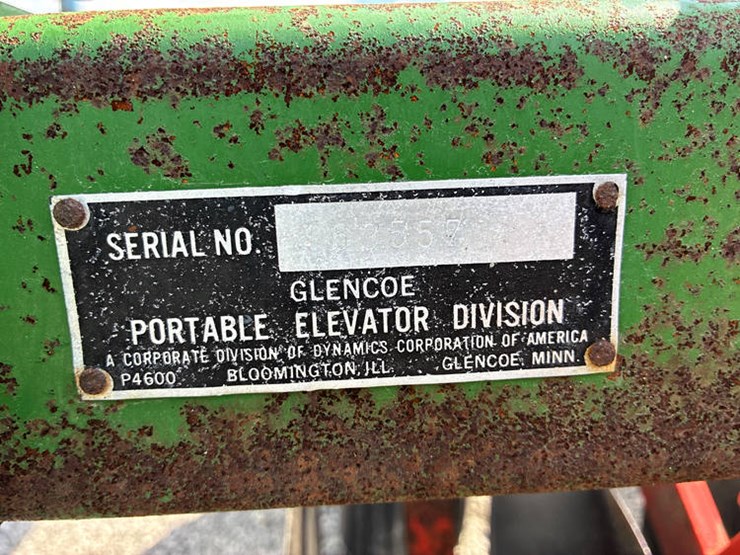 SERIAL NO.
GLENCOE
PORTABLE ELEVATOR DIVISION
A CORPORATE DIVISION OF DYNAMICS CORPORATION OF AMERICA
P4600 BLOOMINGTON, ILL. GLENCOE, MINN.